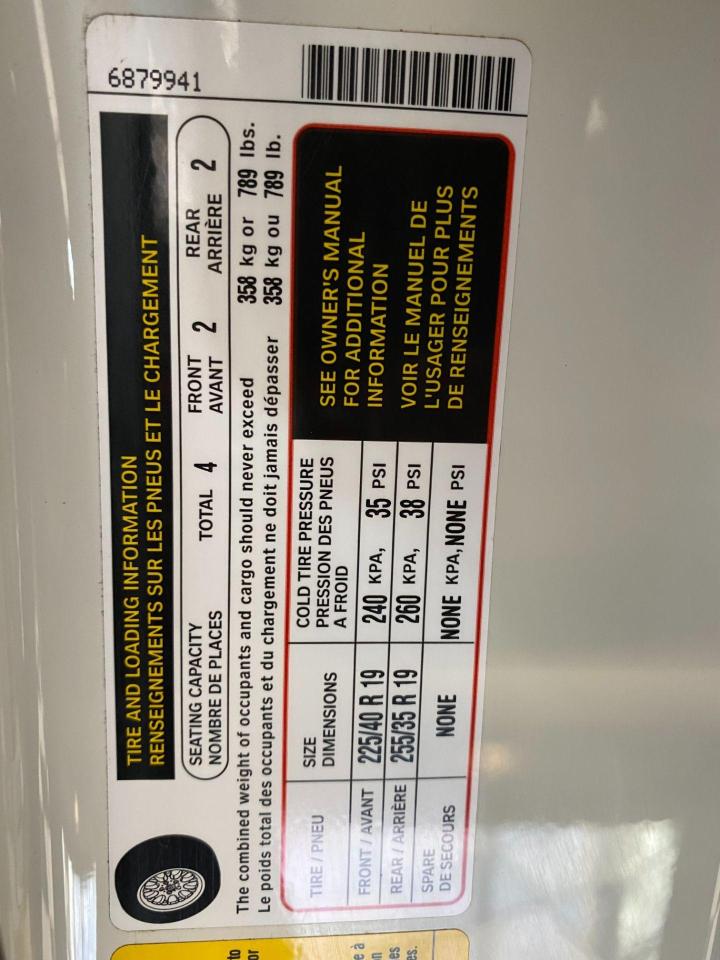 6879941
TIRE AND LOADING INFORMATION
RENSEIGNEMENTS SUR LES PNEUS ET LE CHARGEMENT
SEATING CAPACITY
NOMBRE DE PLACES
TOTAL 4
FRONT
AVANT
2
REAR
ARRIÈRE
2
The combined weight of occupants and cargo should never exceed 358 kg or 789 lbs.
Le poids total des occupants et du chargement ne doit jamais dépasser 358 kg ou 789 lb.
TIRE / PNEU
SIZE
DIMENSIONS
COLD TIRE PRESSURE
PRESSION DES PNEUS
A FROID
FRONT / AVANT 225/40 R 19 240 KPA, 35 PSI
REAR / ARRIÈRE 255/35 R 19 260 KPA, 38 PSI
SPARE
DE SECOURS
NONE NONE KPA, NONE PSI
SEE OWNER'S MANUAL
FOR ADDITIONAL
INFORMATION
VOIR LE MANUEL DE
L'USAGER POUR PLUS
DE RENSEIGNEMENTS
to
or
e à
on
es
es.